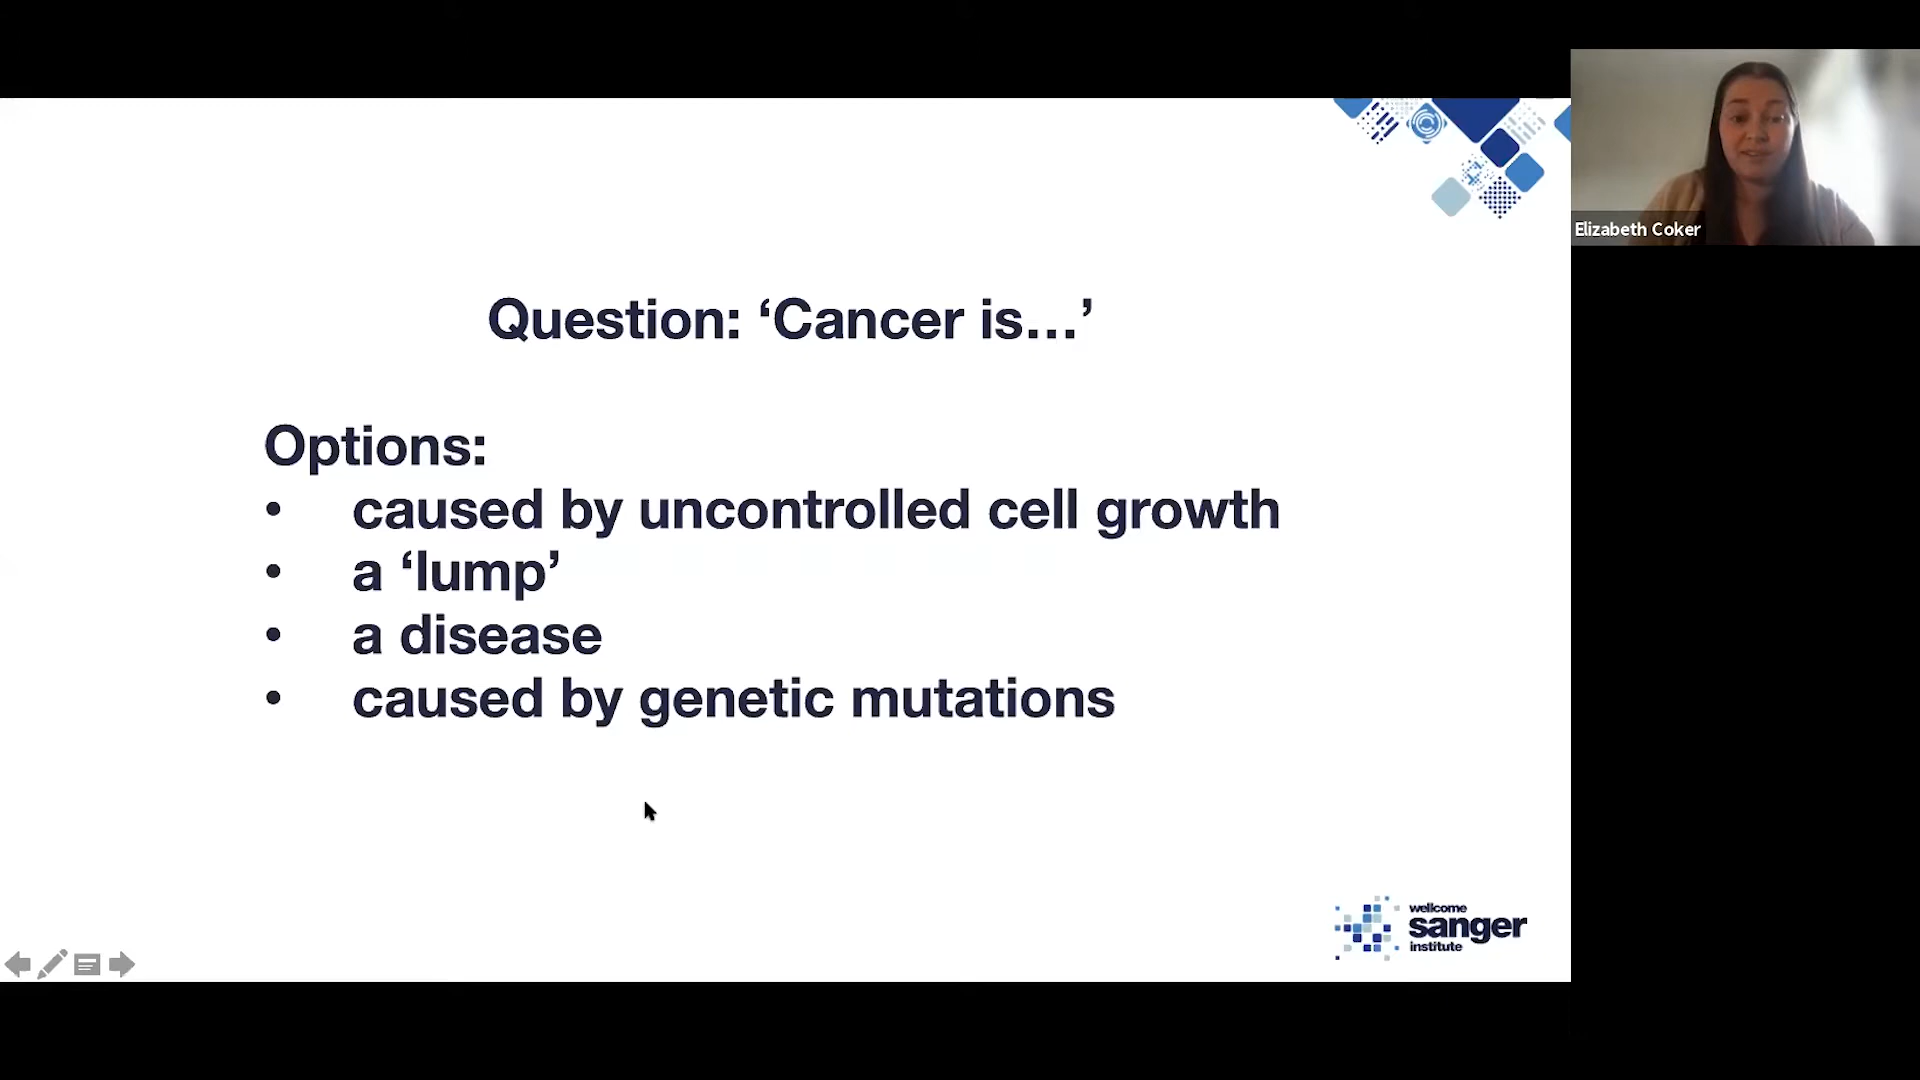 Question: ‘Cancer is…’
Options:
• caused by uncontrolled cell growth
• a ‘lump’
• a disease
• caused by genetic mutations
wellcome
sanger
institute
Elizabeth Coker